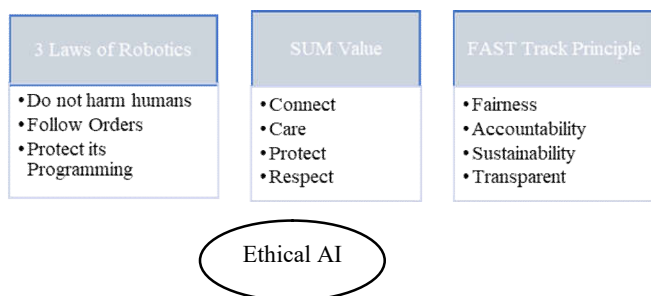 3 Laws of Robotics
•Do not harm humans
•Follow Orders
•Protect its
Programming
SUM Value
•Connect
•Care
•Protect
•Respect
FAST Track Principle
•Fairness
•Accountability
•Sustainability
•Transparent
Ethical AI